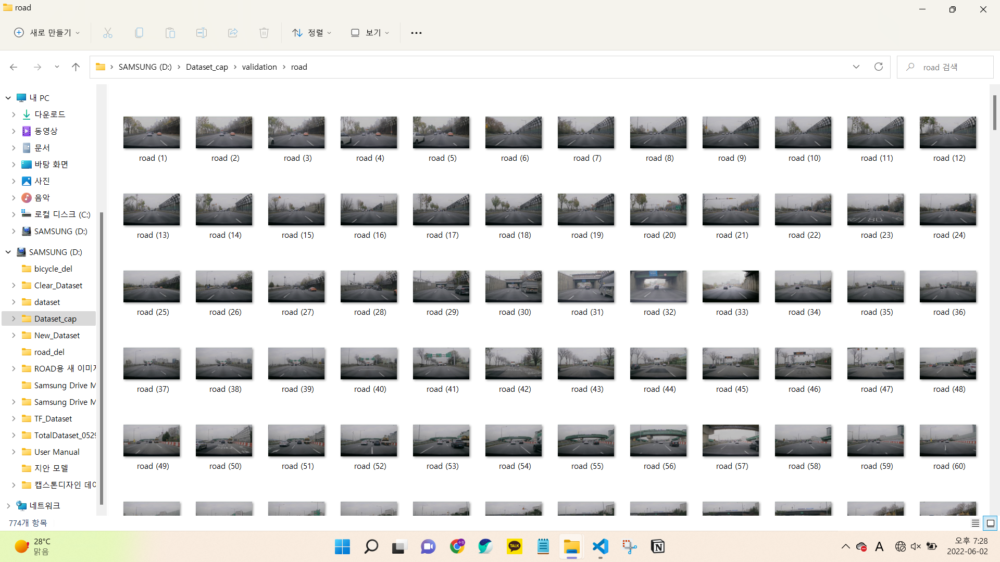 road
새로 만들기
정렬
보기
SAMSUNG (D:) Dataset_cap validation road
road 검색
내 PC
다운로드
동영상
문서
바탕 화면
사진
음악
로컬 디스크 (C:)
SAMSUNG (D:)
SAMSUNG (D:)
bicycle_del
Clear_Dataset
dataset
Dataset_cap
New_Dataset
road_del
ROAD용 새 이미지
Samsung Drive M
Samsung Drive M
TF_Dataset
TotalDataset_0529
User Manual
지안 모델
캡스톤디자인 데이
네트워크
road (1) road (2) road (3) road (4) road (5) road (6) road (7) road (8) road (9) road (10) road (11) road (12)
road (13) road (14) road (15) road (16) road (17) road (18) road (19) road (20) road (21) road (22) road (23) road (24)
road (25) road (26) road (27) road (28) road (29) road (30) road (31) road (32) road (33) road (34) road (35) road (36)
road (37) road (38) road (39) road (40) road (41) road (42) road (43) road (44) road (45) road (46) road (47) road (48)
road (49) road (50) road (51) road (52) road (53) road (54) road (55) road (56) road (57) road (58) road (59) road (60)
774개 항목
28°C
맑음
수정
TALK
A
오후 7:28
2022-06-02